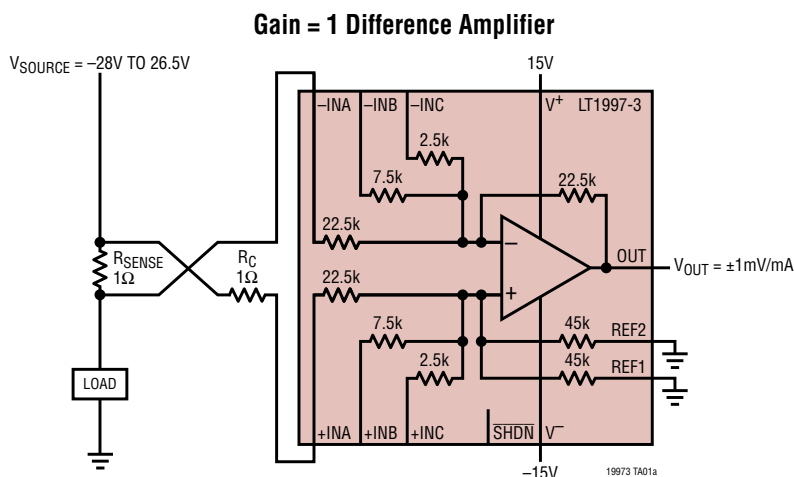 Gain = 1 Difference Amplifier
VSOURCE = –28V TO 26.5V
15V
–INA
–INB
–INC
V+
LT1997-3
2.5k
7.5k
22.5k
22.5k
RSENSE
1Ω
RC
1Ω
–
OUT
VOUT = ±1mV/mA
22.5k
+
7.5k
45k
REF2
2.5k
45k
REF1
LOAD
+INA
+INB
+INC
SHDN
V–
–15V
19973 TA01a